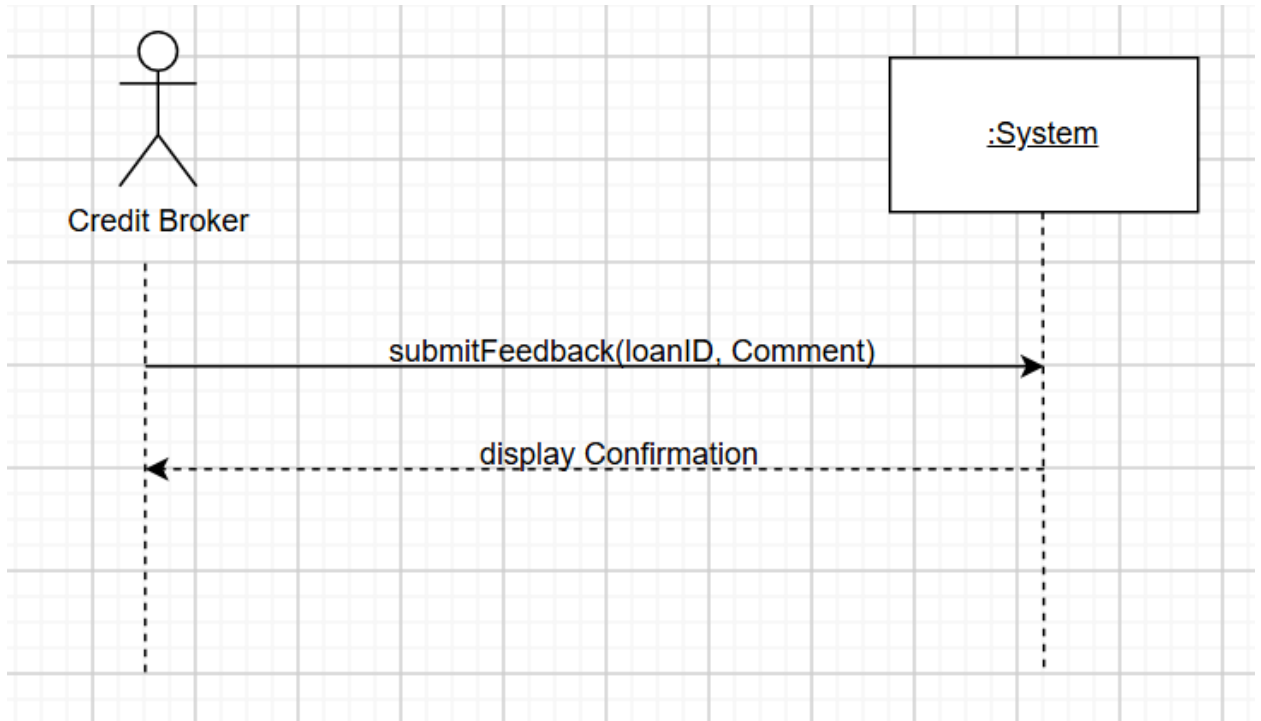 :System
Credit Broker
submitFeedback(loanID, Comment)
display Confirmation